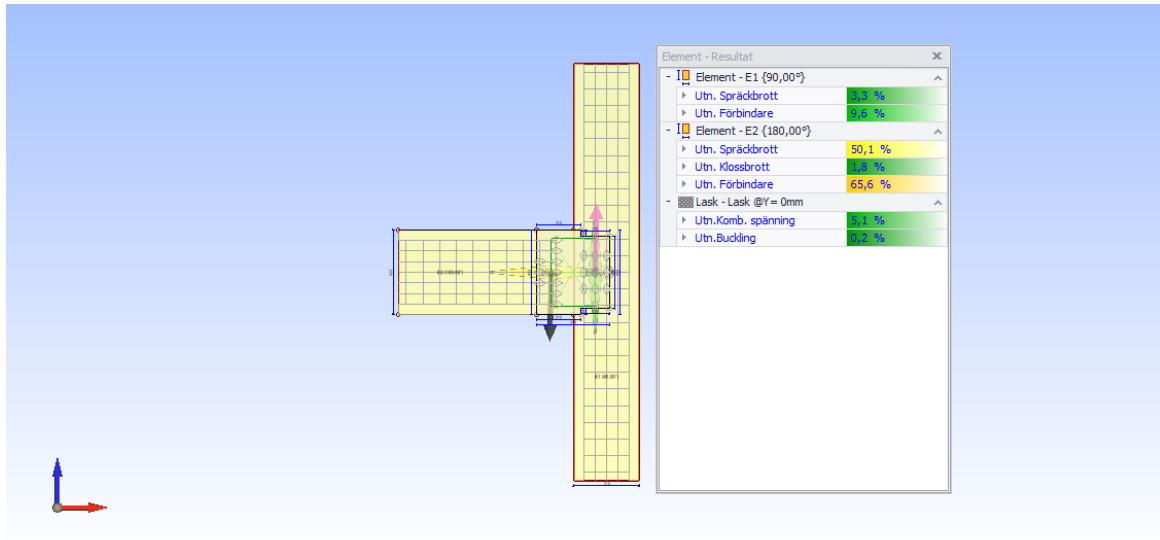 Element - Resultat
Element - E1 {90,00°}
Utn. Spräckbrott 3,3 %
Utn. Förbindare 9,6 %
Element - E2 {180,00°}
Utn. Spräckbrott 50,1 %
Utn. Klossbrott 1,8 %
Utn. Förbindare 65,6 %
Lask - Lask @Y= 0mm
Utn.Komb. spänning 5,1 %
Utn.Buckling 0,2 %